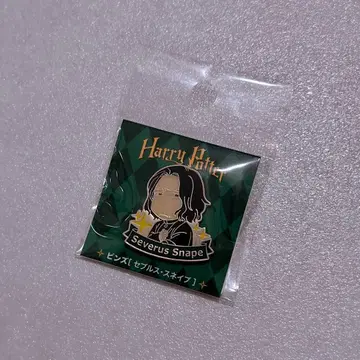 Harry Potter
Severus Snape
ピンズ[ セブルス・スネイプ ]